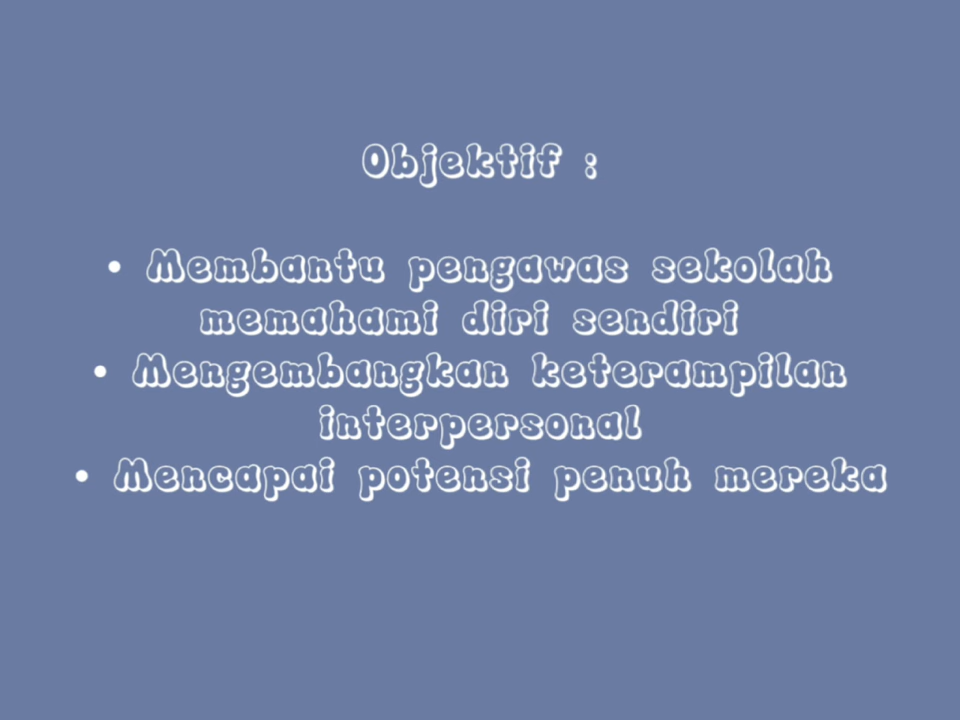 Objektif :
• Membantu pengawas sekolah
memahami diri sendiri
• Mengembangkan keterampilan
interpersonal
• Mencapai potensi penuh mereka